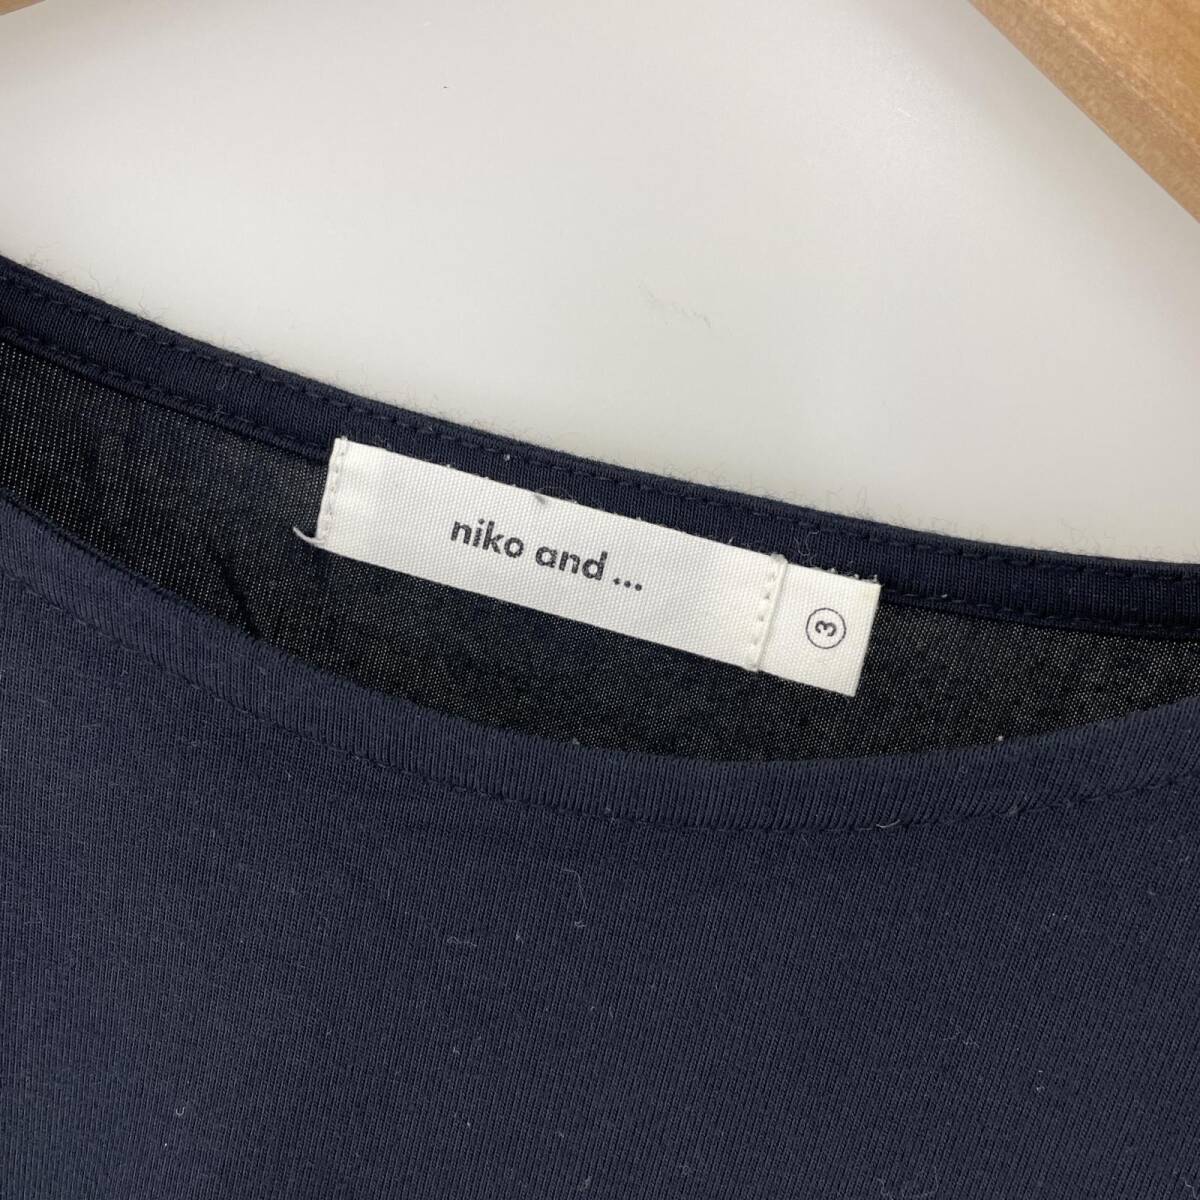 niko and ...
3